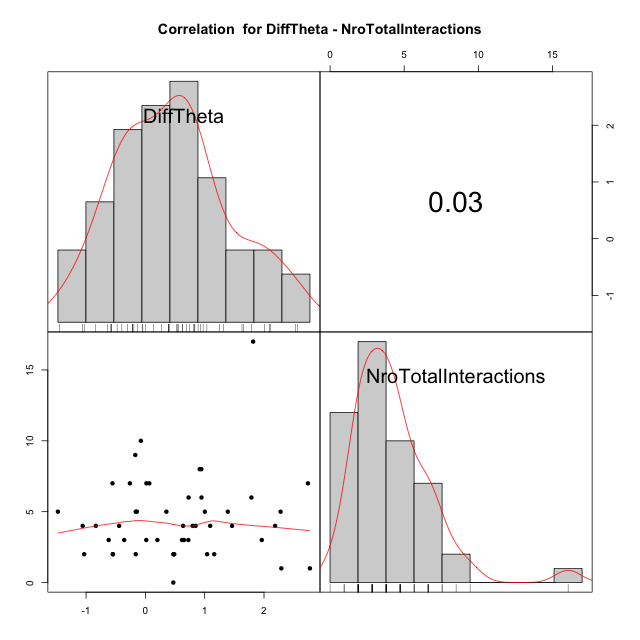 Correlation  for DiffTheta - NroTotalInteractions
0 5 10 15
DiffTheta
0.03
2
1
0
-1
NroTotalInteractions
15
10
5
0
-1 0 1 2